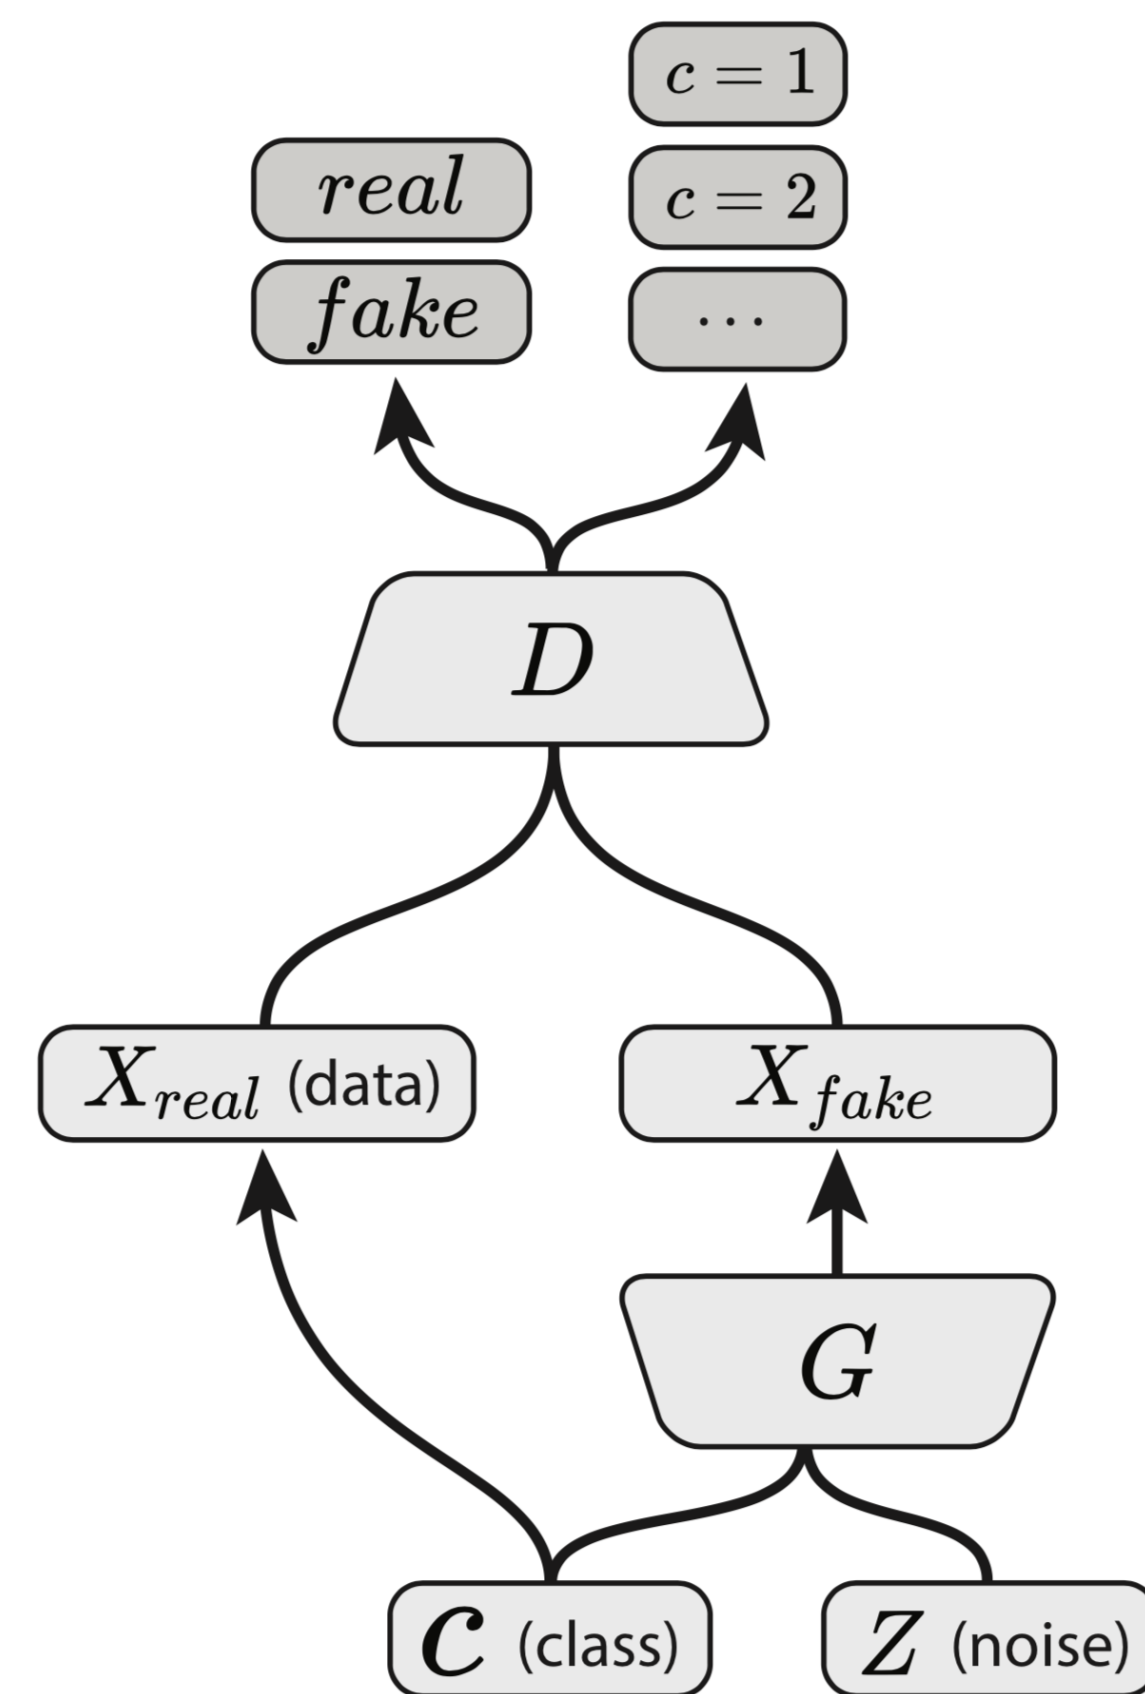 c = 1
real
c = 2
fake
...
D
X_real (data)
X_fake
G
C (class)
Z (noise)